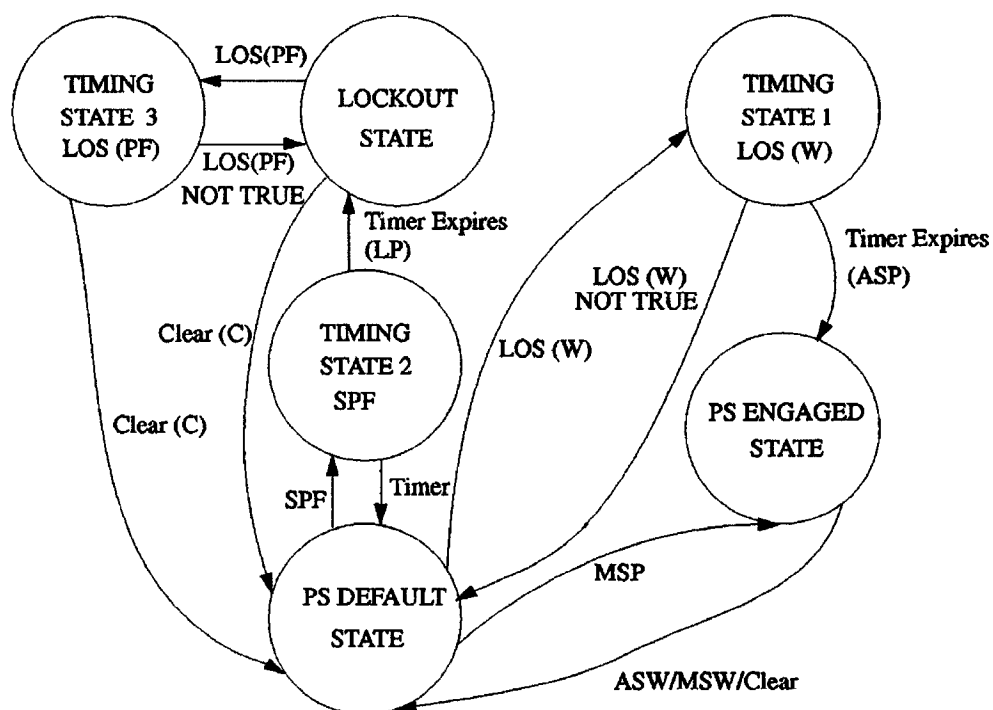 LOS(PF)
TIMING
STATE 3
LOS (PF)
LOCKOUT
STATE
TIMING
STATE 1
LOS (W)
LOS(PF)
NOT TRUE
Timer Expires
(LP)
Timer Expires
(ASP)
LOS (W)
NOT TRUE
Clear (C)
TIMING
STATE 2
SPF
LOS (W)
PS ENGAGED
STATE
Clear (C)
SPF
Timer
PS DEFAULT
STATE
MSP
ASW/MSW/Clear